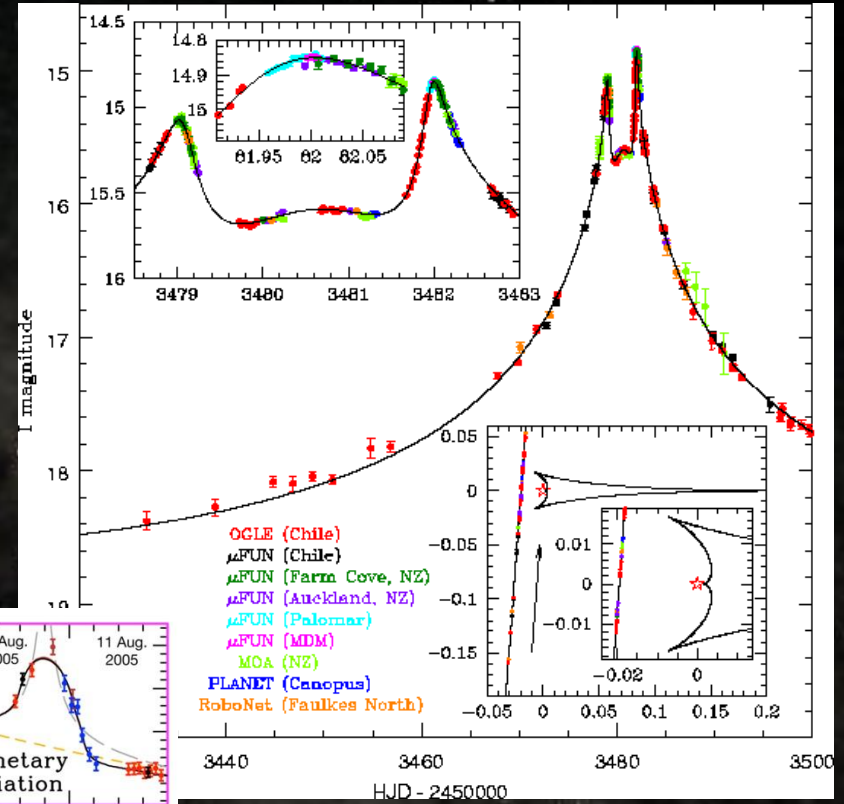 14.5
14.8
14.9
15
81.95 82 82.05
15
15.5
16
3479 3480 3481 3482 3483
15
16
17
18
19
I magnitude
OGLE (Chile)
μFUN (Chile)
μFUN (Farm Cove, NZ)
μFUN (Auckland, NZ)
μFUN (Palomar)
μFUN (MDM)
MOA (NZ)
PLANET (Canopus)
RoboNet (Faulkes North)
0.05
0
−0.05
−0.1
−0.15
−0.05 0 0.05 0.1 0.15 0.2
0.01
0
−0.01
−0.02 0
3440 3460 3480 3500
HJD - 2450000
Aug. 11 Aug.
005 2005
netary
iation